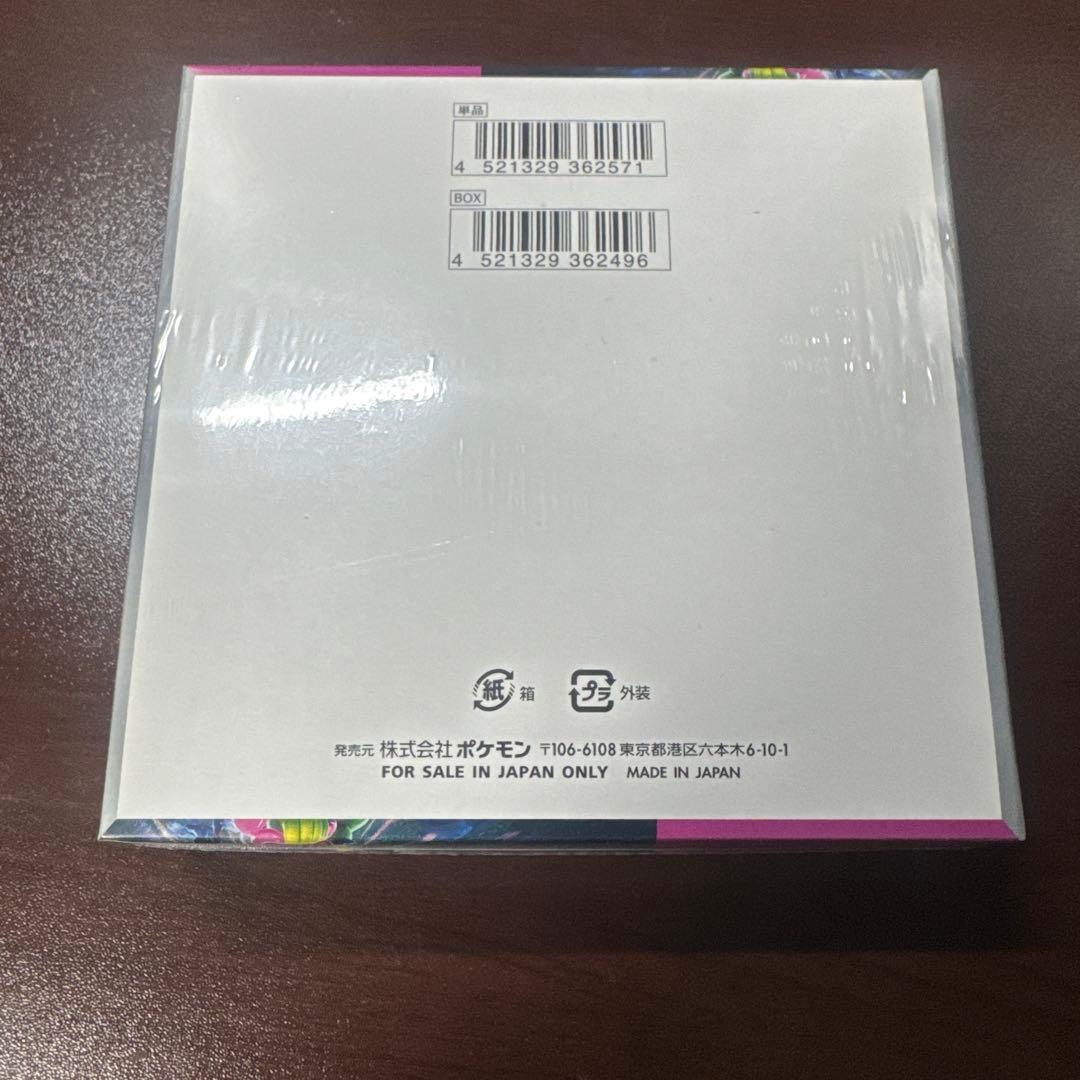 単品
4 521329 362571
BOX
4 521329 362496
紙 箱 プラ 外装
発売元 株式会社 ポケモン 〒106-6108 東京都港区六本木6-10-1
FOR SALE IN JAPAN ONLY MADE IN JAPAN